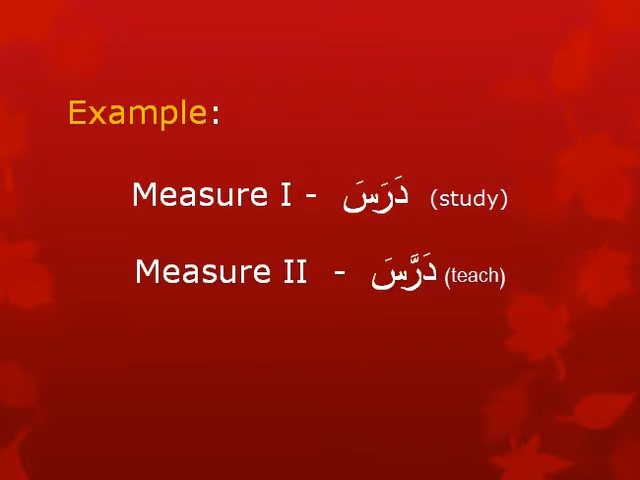 Example:
Measure I - دَرَسَ (study)
Measure II - دَرَّسَ (teach)